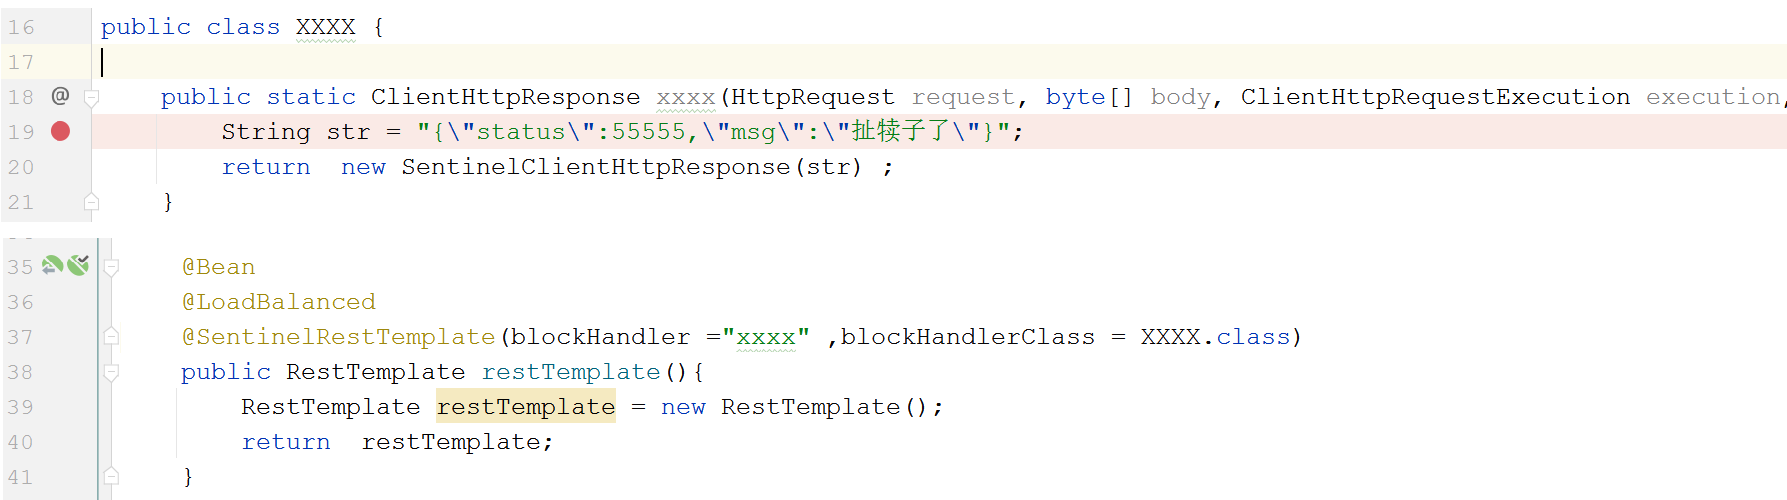 16 public class XXXX {
17
18 @ public static ClientHttpResponse xxxx(HttpRequest request, byte[] body, ClientHttpRequestExecution execution,
19 String str = "{\"status\":55555,\"msg\":\"扯犊子了\"}";
20 return  new SentinelClientHttpResponse(str) ;
21 }
35 @Bean
36 @LoadBalanced
37 @SentinelRestTemplate(blockHandler ="xxxx" ,blockHandlerClass = XXXX.class)
38 public RestTemplate restTemplate(){
39 RestTemplate restTemplate = new RestTemplate();
40 return  restTemplate;
41 }